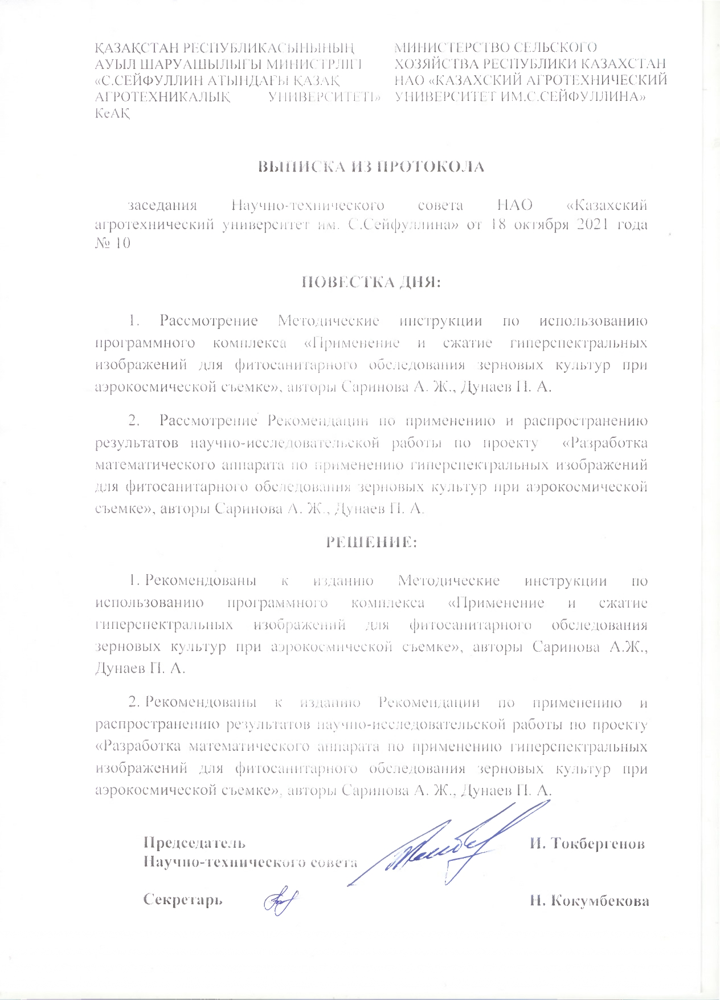 ҚАЗАҚСТАН РЕСПУБЛИКАСЫНЫНЫҢ
АУЫЛ ШАРУАШЫЛЫҒЫ МИНИСТРЛІГІ
«С.СЕЙФУЛЛИН АТЫНДАҒЫ ҚАЗАҚ
АГРОТЕХНИКАЛЫҚ УНИВЕРСИТЕТІ»
КеАҚ
МИНИСТЕРСТВО СЕЛЬСКОГО
ХОЗЯЙСТВА РЕСПУБЛИКИ КАЗАХСТАН
НАО «КАЗАХСКИЙ АГРОТЕХНИЧЕСКИЙ
УНИВЕРСИТЕТ ИМ.С.СЕЙФУЛЛИНА»
ВЫПИСКА ИЗ ПРОТОКОЛА
заседания Научно-технического совета НАО «Казахский
агротехнический университет им. С.Сейфуллина» от 18 октября 2021 года
№ 10
ПОВЕСТКА ДНЯ:
1. Рассмотрение Методические инструкции по использованию
программного комплекса «Применение и сжатие гиперспектральных
изображений для фитосанитарного обследования зерновых культур при
аэрокосмической съемке», авторы Саринова А. Ж., Дунаев П. А.
2. Рассмотрение Рекомендации по применению и распространению
результатов научно-исследовательской работы по проекту «Разработка
математического аппарата по применению гиперспектральных изображений
для фитосанитарного обследования зерновых культур при аэрокосмической
съемке», авторы Саринова А. Ж., Дунаев П. А.
РЕШЕНИЕ:
1. Рекомендованы к изданию Методические инструкции по
использованию программного комплекса «Применение и сжатие
гиперспектральных изображений для фитосанитарного обследования
зерновых культур при аэрокосмической съемке», авторы Саринова А.Ж.,
Дунаев П. А.
2. Рекомендованы к изданию Рекомендации по применению и
распространению результатов научно-исследовательской работы по проекту
«Разработка математического аппарата по применению гиперспектральных
изображений для фитосанитарного обследования зерновых культур при
аэрокосмической съемке», авторы Саринова А. Ж., Дунаев П. А.
Председатель И. Токбергенов
Научно-технического совета
Секретарь Н. Кокумбекова